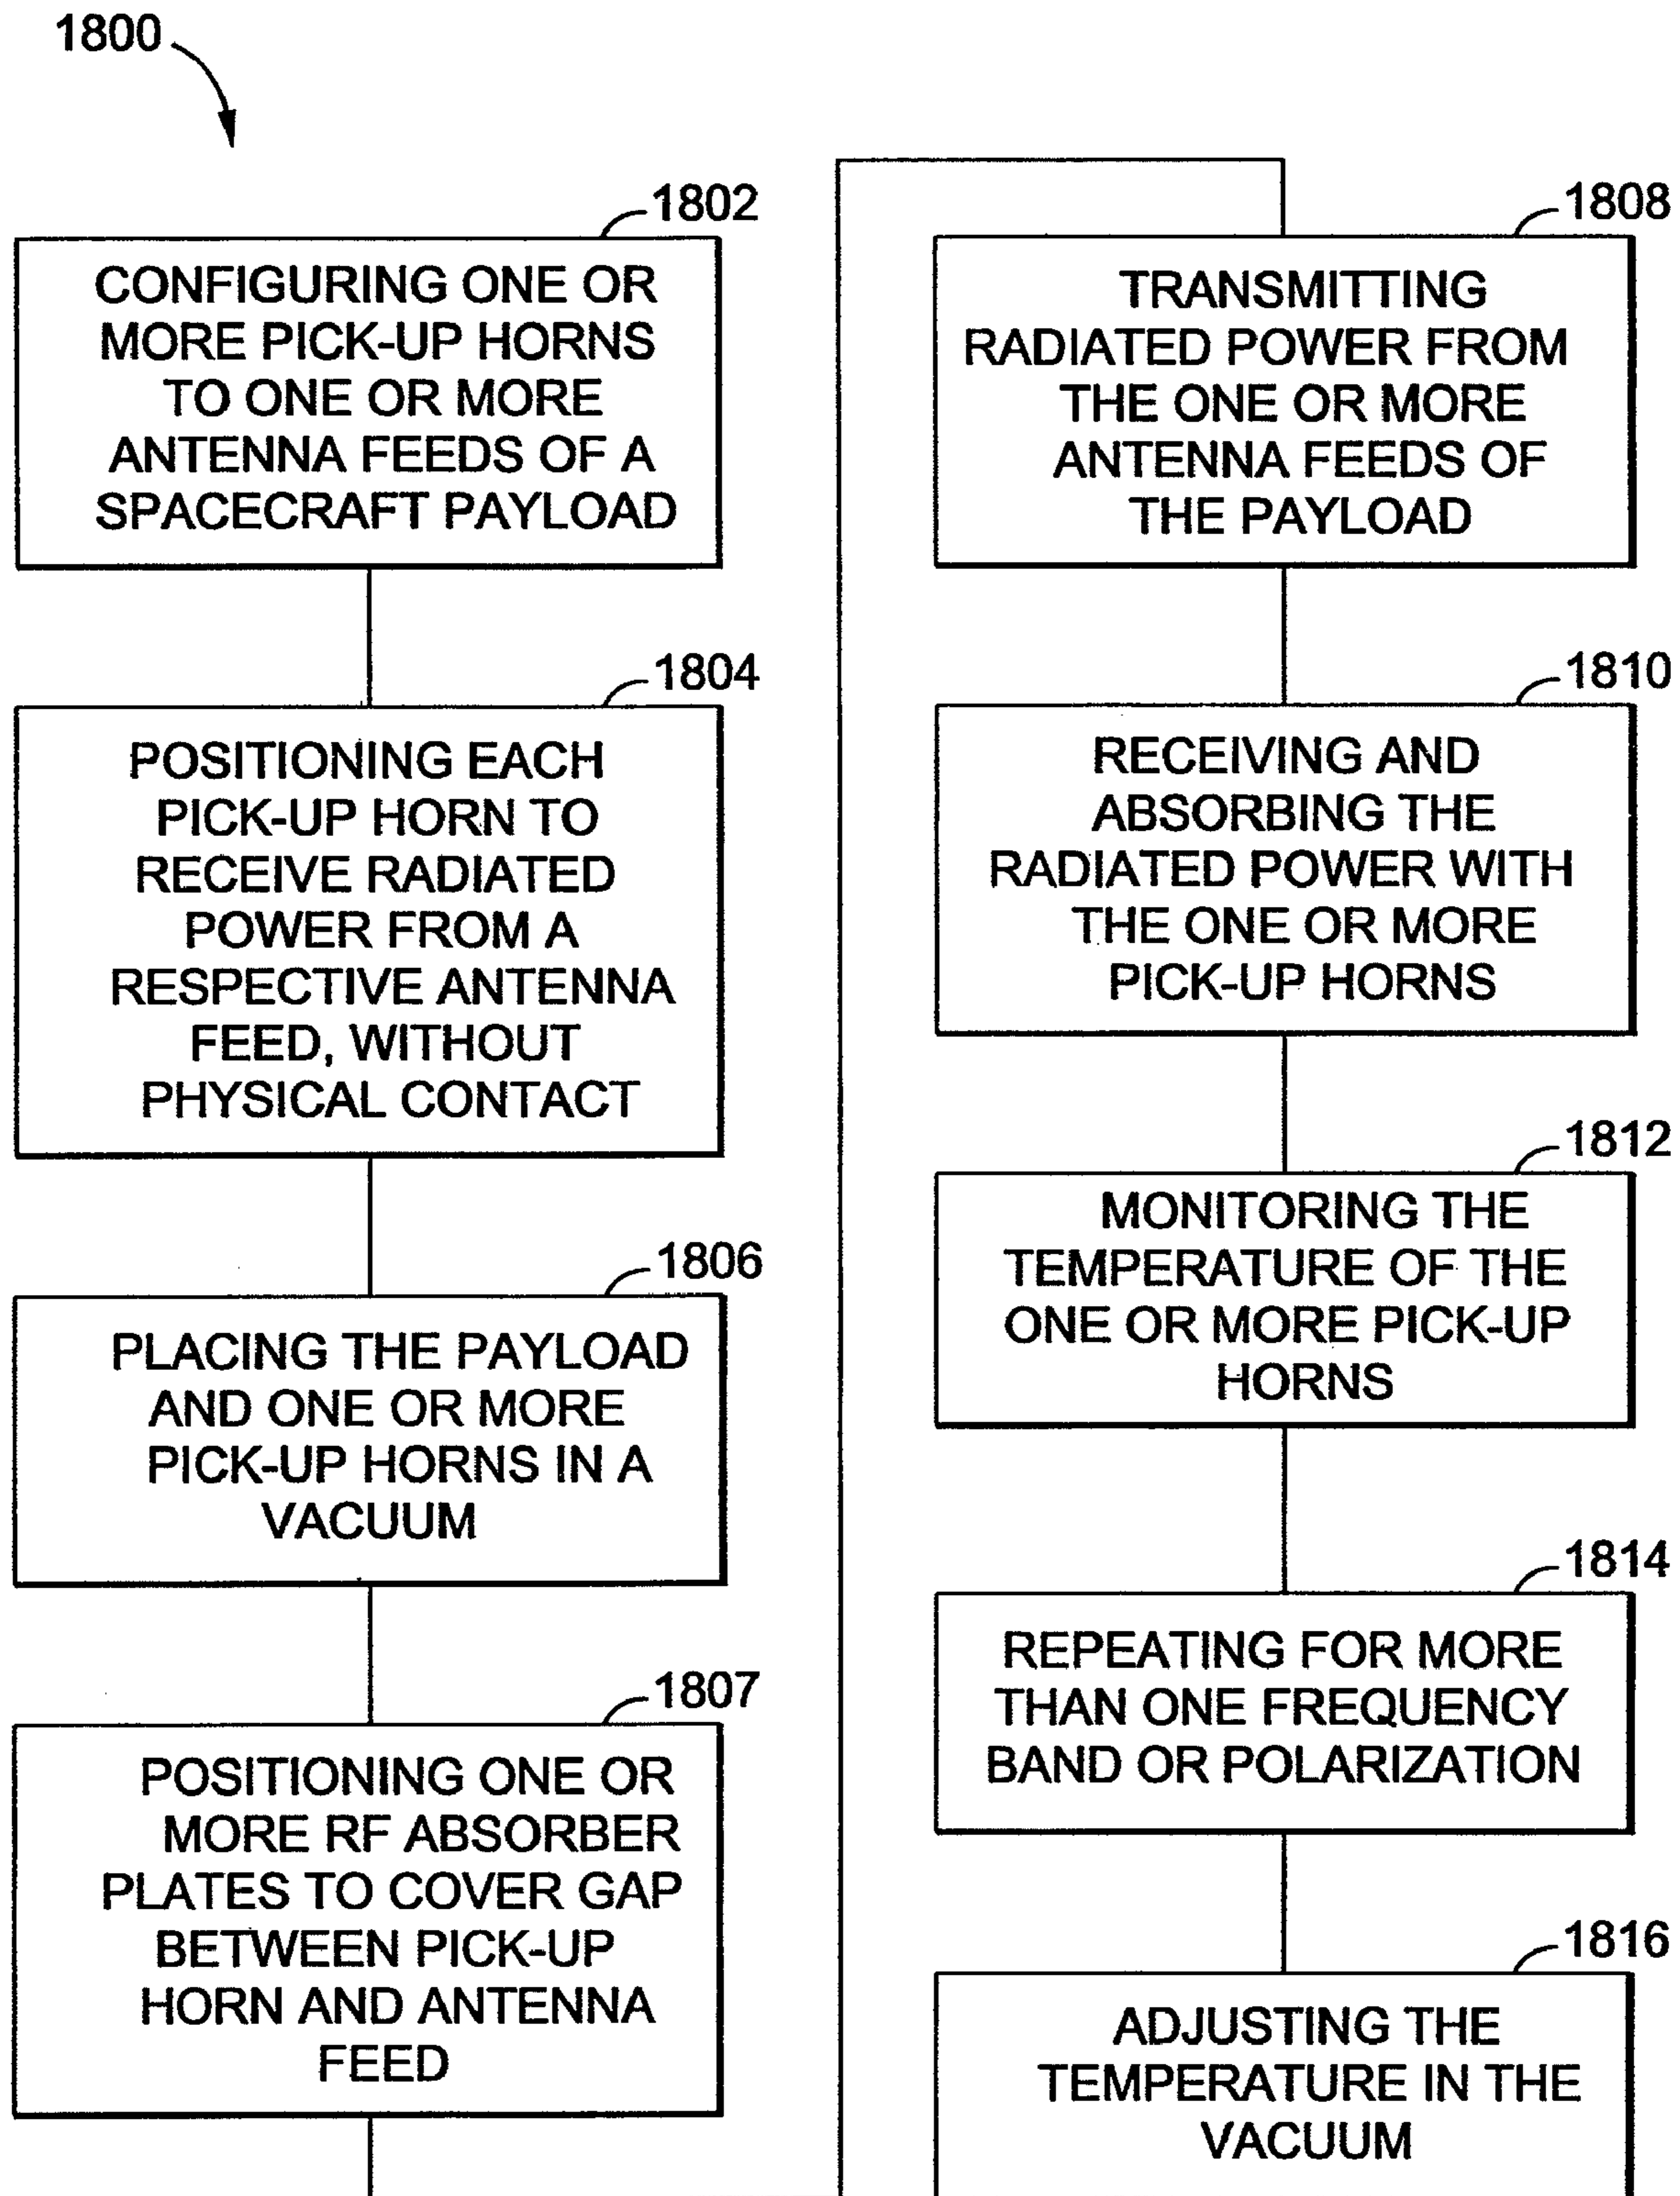 1800
1802
CONFIGURING ONE OR
MORE PICK-UP HORNS
TO ONE OR MORE
ANTENNA FEEDS OF A
SPACECRAFT PAYLOAD
1804
POSITIONING EACH
PICK-UP HORN TO
RECEIVE RADIATED
POWER FROM A
RESPECTIVE ANTENNA
FEED, WITHOUT
PHYSICAL CONTACT
1806
PLACING THE PAYLOAD
AND ONE OR MORE
PICK-UP HORNS IN A
VACUUM
1807
POSITIONING ONE OR
MORE RF ABSORBER
PLATES TO COVER GAP
BETWEEN PICK-UP
HORN AND ANTENNA
FEED
1808
TRANSMITTING
RADIATED POWER FROM
THE ONE OR MORE
ANTENNA FEEDS OF
THE PAYLOAD
1810
RECEIVING AND
ABSORBING THE
RADIATED POWER WITH
THE ONE OR MORE
PICK-UP HORNS
1812
MONITORING THE
TEMPERATURE OF THE
ONE OR MORE PICK-UP
HORNS
1814
REPEATING FOR MORE
THAN ONE FREQUENCY
BAND OR POLARIZATION
1816
ADJUSTING THE
TEMPERATURE IN THE
VACUUM